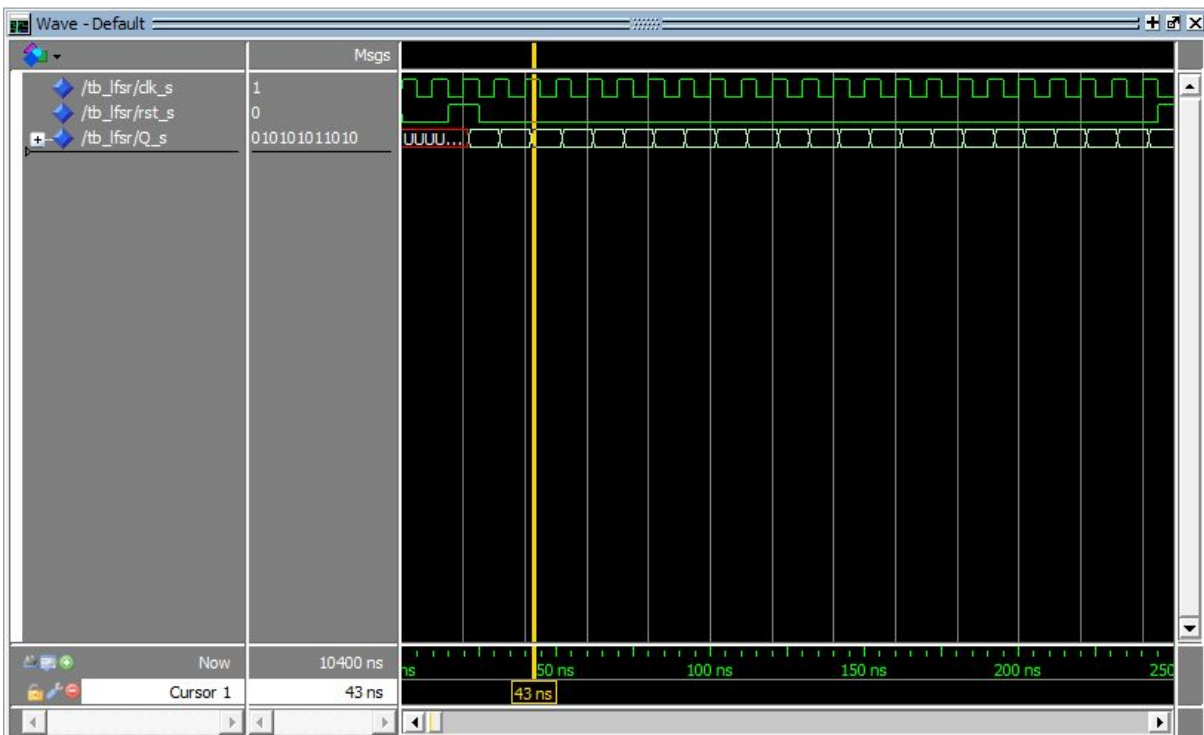 Wave - Default
Msgs
/tb_lfsr/clk_s 1
/tb_lfsr/rst_s 0
/tb_lfsr/Q_s 010101011010 UUUU...
Now 10400 ns ns 50 ns 100 ns 150 ns 200 ns 250
Cursor 1 43 ns 43 ns